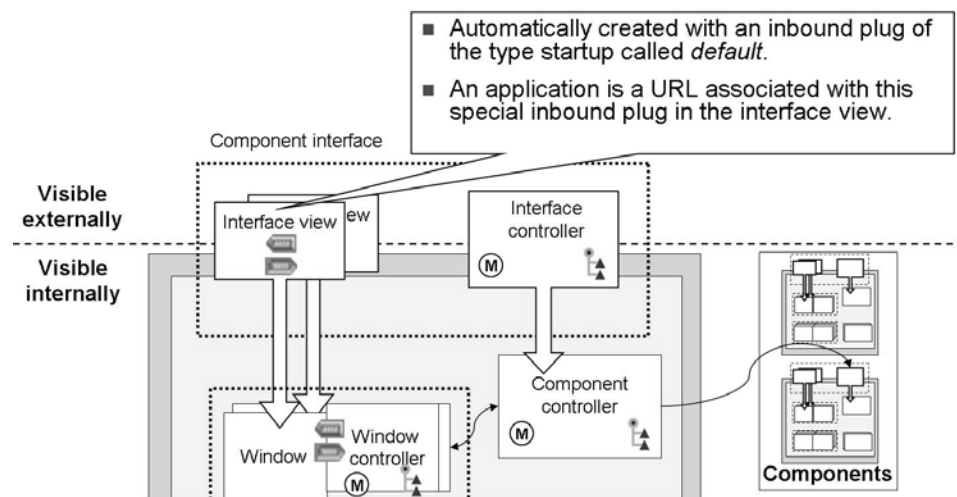 ■ Automatically created with an inbound plug of
the type startup called default.
■ An application is a URL associated with this
special inbound plug in the interface view.
Component interface
Visible
externally
Interface view
ew
Interface
controller
M
Visible
internally
Component
controller
M
Window
Window
controller
M
Components